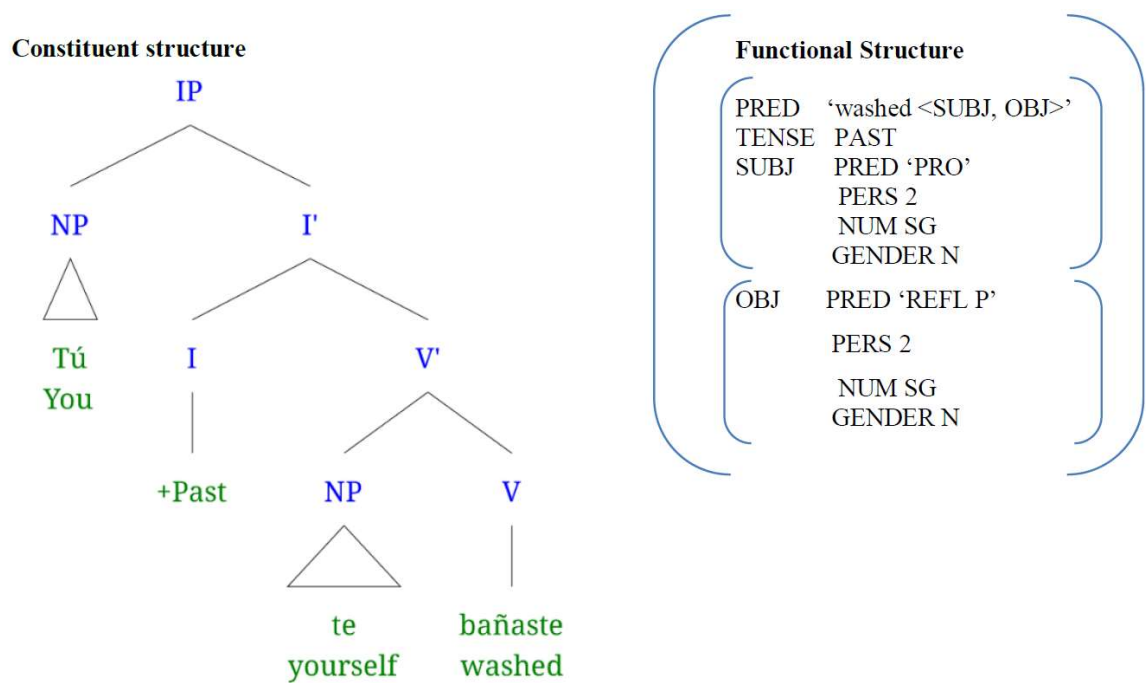 Constituent structure
IP
NP I'
Tú I V'
You
+Past NP V
te bañaste
yourself washed
Functional Structure
PRED ‘washed <SUBJ, OBJ>’
TENSE PAST
SUBJ PRED ‘PRO’
PERS 2
NUM SG
GENDER N
OBJ PRED ‘REFL P’
PERS 2
NUM SG
GENDER N